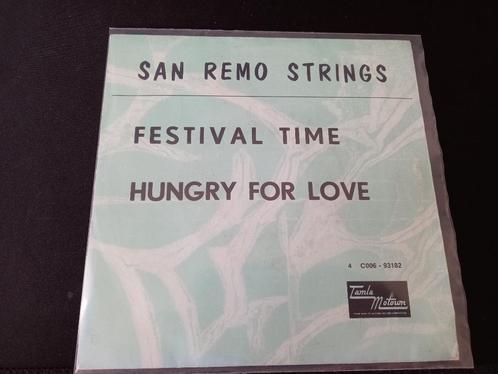 SAN REMO STRINGS
FESTIVAL TIME
HUNGRY FOR LOVE
4 C006 - 93182
Tamla
Motown